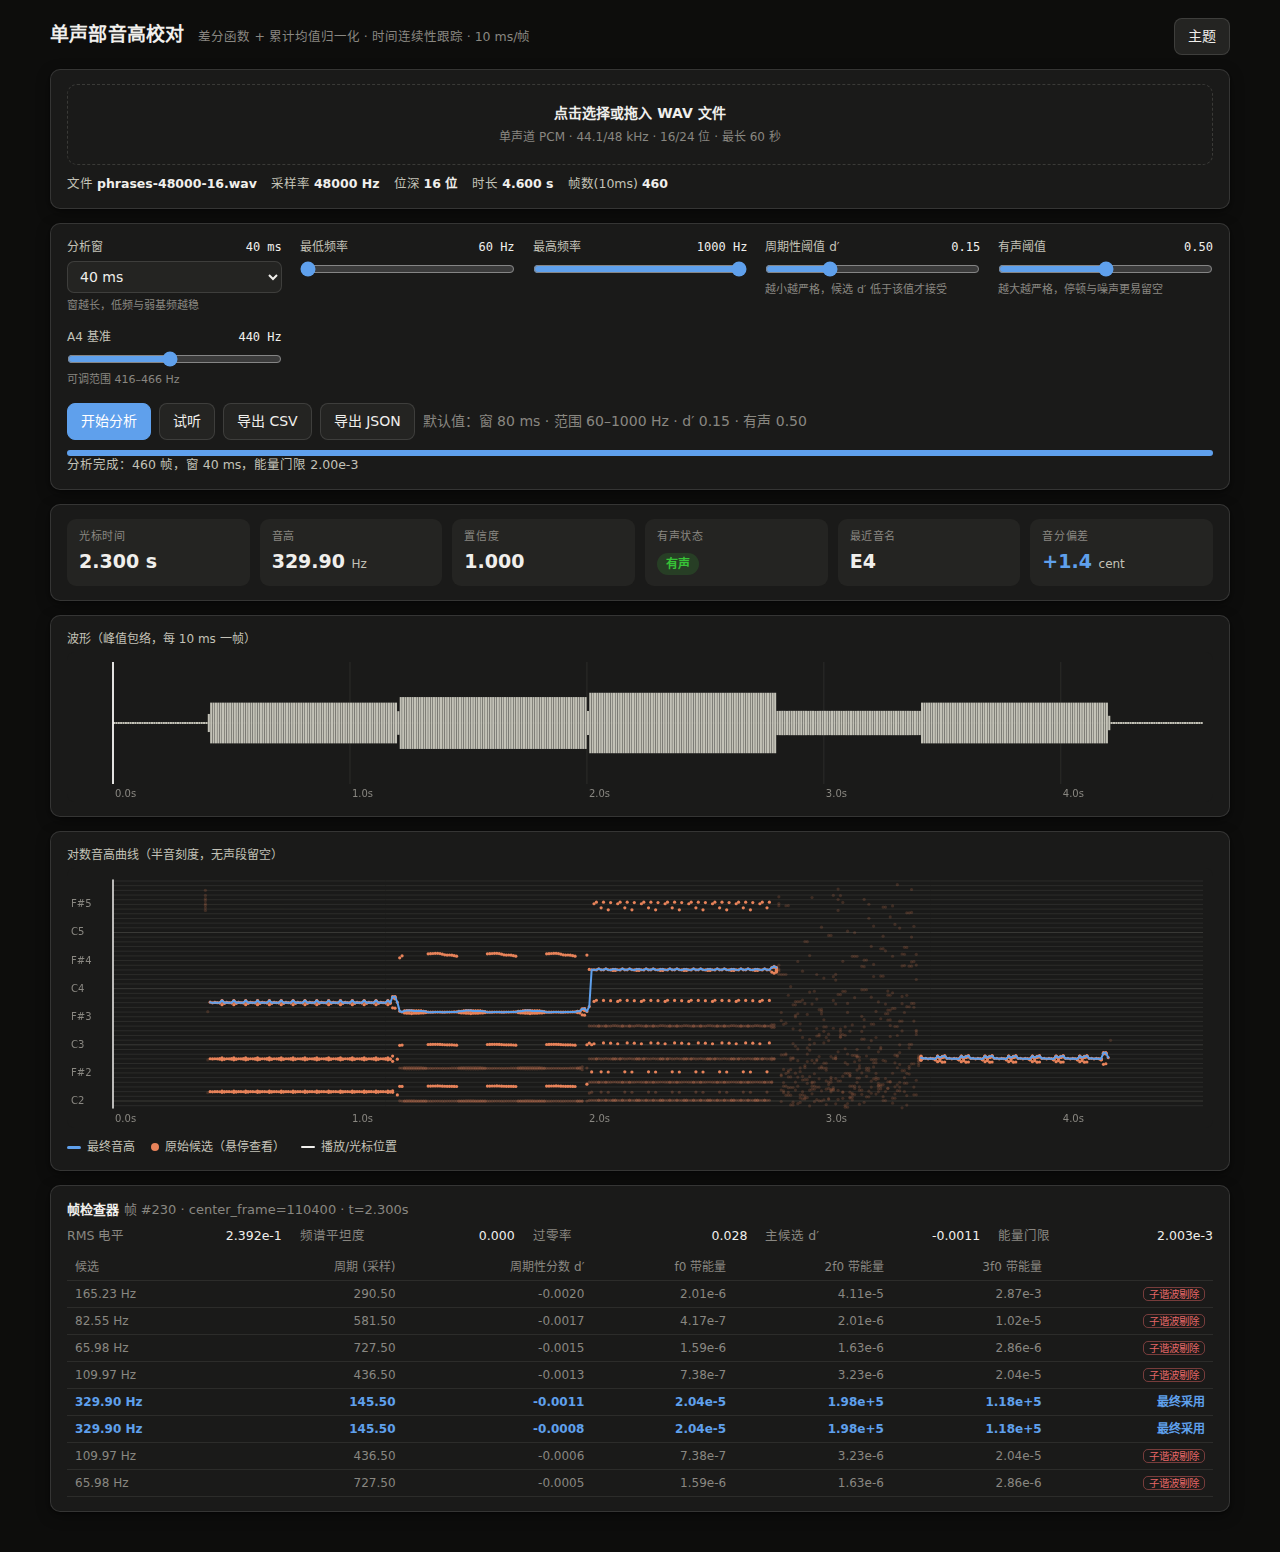 单声部音高校对 差分函数 + 累计均值归一化 · 时间连续性跟踪 · 10 ms/帧 主题
点击选择或拖入 WAV 文件
单声道 PCM · 44.1/48 kHz · 16/24 位 · 最长 60 秒
文件 phrases-48000-16.wav 采样率 48000 Hz 位深 16 位 时长 4.600 s 帧数(10ms) 460
分析窗 40 ms 最低频率 60 Hz 最高频率 1000 Hz 周期性阈值 d′ 0.15 有声阈值 0.50
40 ms
窗越长，低频与弱基频越稳 越小越严格，候选 d′ 低于该值才接受 越大越严格，停顿与噪声更易留空
A4 基准 440 Hz
可调范围 416–466 Hz
开始分析 试听 导出 CSV 导出 JSON 默认值：窗 80 ms · 范围 60–1000 Hz · d′ 0.15 · 有声 0.50
分析完成：460 帧，窗 40 ms，能量门限 2.00e-3
光标时间 音高 置信度 有声状态 最近音名 音分偏差
2.300 s 329.90 Hz 1.000 有声 E4 +1.4 cent
波形（峰值包络，每 10 ms 一帧）
0.0s 1.0s 2.0s 3.0s 4.0s
对数音高曲线（半音刻度，无声段留空）
F#5
C5
F#4
C4
F#3
C3
F#2
C2
0.0s 1.0s 2.0s 3.0s 4.0s
最终音高 原始候选（悬停查看） 播放/光标位置
帧检查器 帧 #230 · center_frame=110400 · t=2.300s
RMS 电平 2.392e-1 频谱平坦度 0.000 过零率 0.028 主候选 d′ -0.0011 能量门限 2.003e-3
候选 周期 (采样) 周期性分数 d′ f0 带能量 2f0 带能量 3f0 带能量
165.23 Hz 290.50 -0.0020 2.01e-6 4.11e-5 2.87e-3 子谐波剔除
82.55 Hz 581.50 -0.0017 4.17e-7 2.01e-6 1.02e-5 子谐波剔除
65.98 Hz 727.50 -0.0015 1.59e-6 1.63e-6 2.86e-6 子谐波剔除
109.97 Hz 436.50 -0.0013 7.38e-7 3.23e-6 2.04e-5 子谐波剔除
329.90 Hz 145.50 -0.0011 2.04e-5 1.98e+5 1.18e+5 最终采用
329.90 Hz 145.50 -0.0008 2.04e-5 1.98e+5 1.18e+5 最终采用
109.97 Hz 436.50 -0.0006 7.38e-7 3.23e-6 2.04e-5 子谐波剔除
65.98 Hz 727.50 -0.0005 1.59e-6 1.63e-6 2.86e-6 子谐波剔除